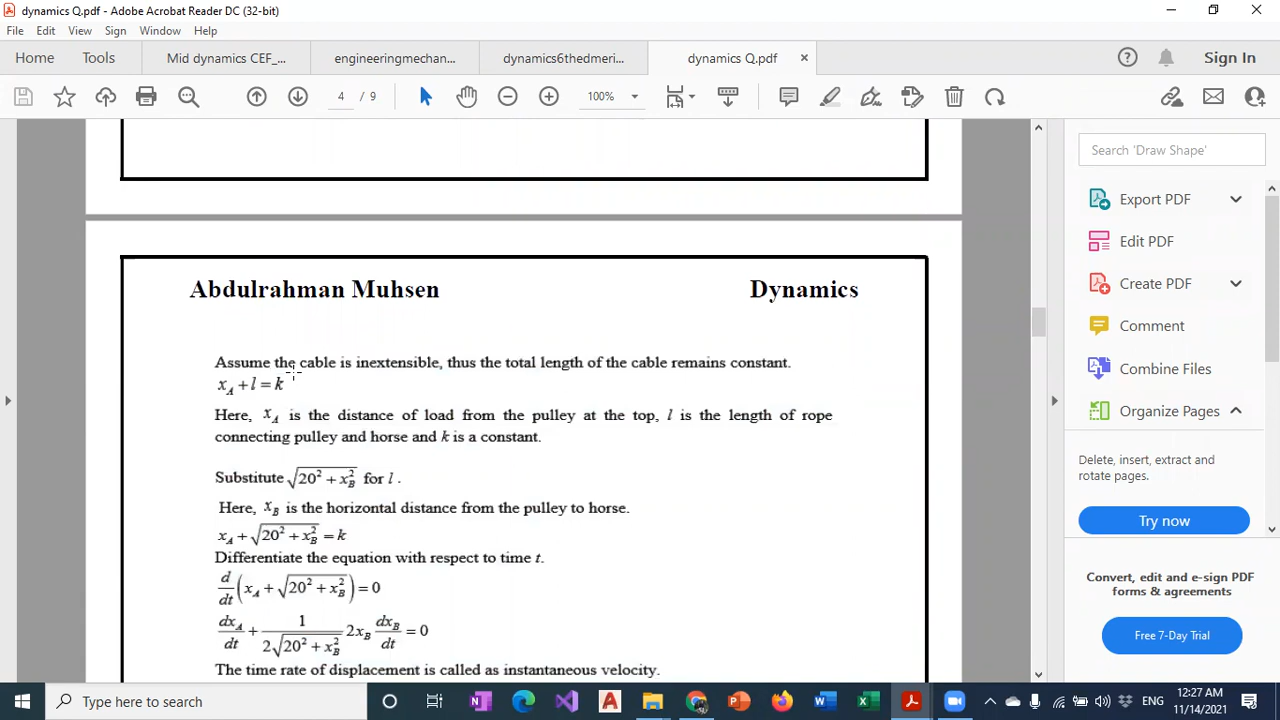 dynamics Q.pdf - Adobe Acrobat Reader DC (32-bit)
File Edit View Sign Window Help
Home Tools Mid dynamics CEF_... engineeringmechan... dynamics6thedmeri... dynamics Q.pdf × Sign In
4 / 9 100%
Abdulrahman Muhsen Dynamics
Assume the cable is inextensible, thus the total length of the cable remains constant.
x_A + l = k
Here, x_A is the distance of load from the pulley at the top, l is the length of rope
connecting pulley and horse and k is a constant.
Substitute √(20² + x_B²) for l .
Here, x_B is the horizontal distance from the pulley to horse.
x_A + √(20² + x_B²) = k
Differentiate the equation with respect to time t.
d/dt (x_A + √(20² + x_B²)) = 0
dx_A/dt + 1/(2√(20² + x_B²)) 2x_B dx_B/dt = 0
The time rate of displacement is called as instantaneous velocity.
Search 'Draw Shape'
Export PDF
Edit PDF
Create PDF
Comment
Combine Files
Organize Pages
Delete, insert, extract and
rotate pages.
Try now
Convert, edit and e-sign PDF
forms & agreements
Free 7-Day Trial
Type here to search
ENG
12:27 AM
11/14/2021